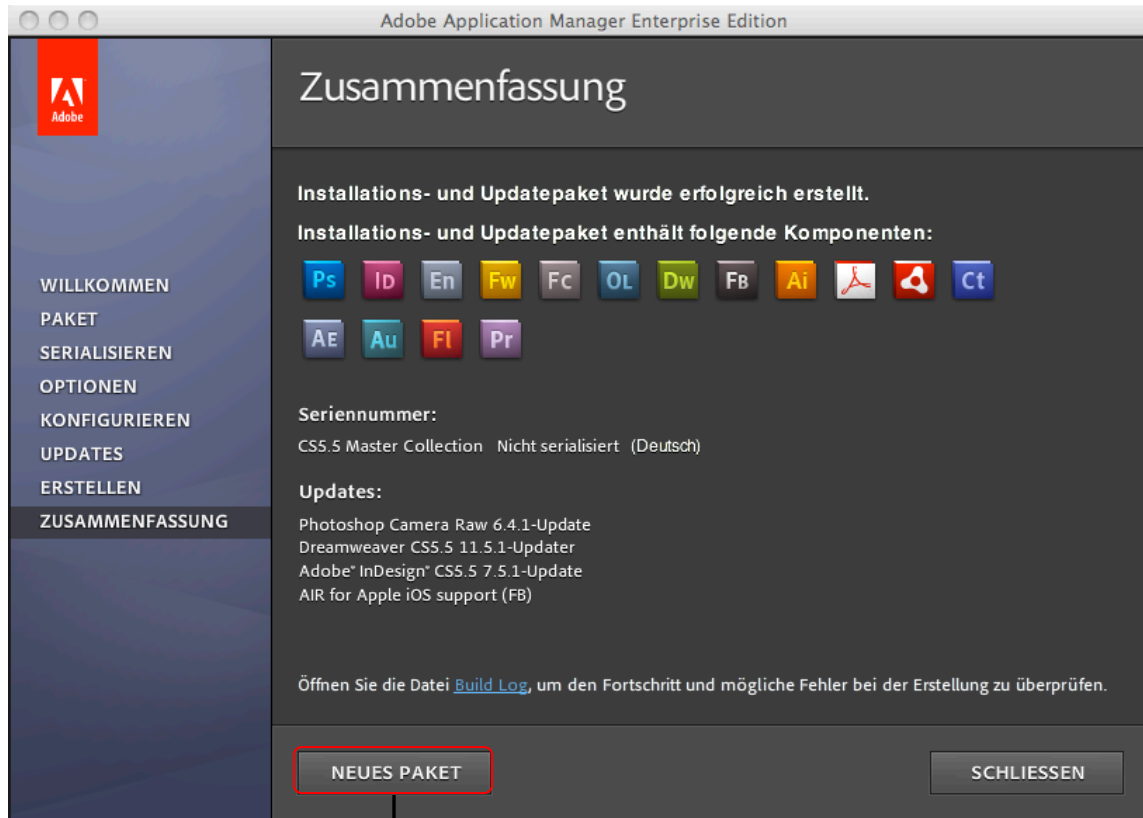 Adobe Application Manager Enterprise Edition
Adobe
Zusammenfassung
Installations- und Updatepaket wurde erfolgreich erstellt.
Installations- und Updatepaket enthält folgende Komponenten:
Ps ID En Fw Fc OL Dw FB Ai Ct
AE Au Fl Pr
WILLKOMMEN
PAKET
SERIALISIEREN
OPTIONEN
KONFIGURIEREN
UPDATES
ERSTELLEN
ZUSAMMENFASSUNG
Seriennummer:
CS5.5 Master Collection Nicht serialisiert (Deutsch)
Updates:
Photoshop Camera Raw 6.4.1-Update
Dreamweaver CS5.5 11.5.1-Updater
Adobe® InDesign® CS5.5 7.5.1-Update
AIR for Apple iOS support (FB)
Öffnen Sie die Datei Build Log, um den Fortschritt und mögliche Fehler bei der Erstellung zu überprüfen.
NEUES PAKET
SCHLIESSEN